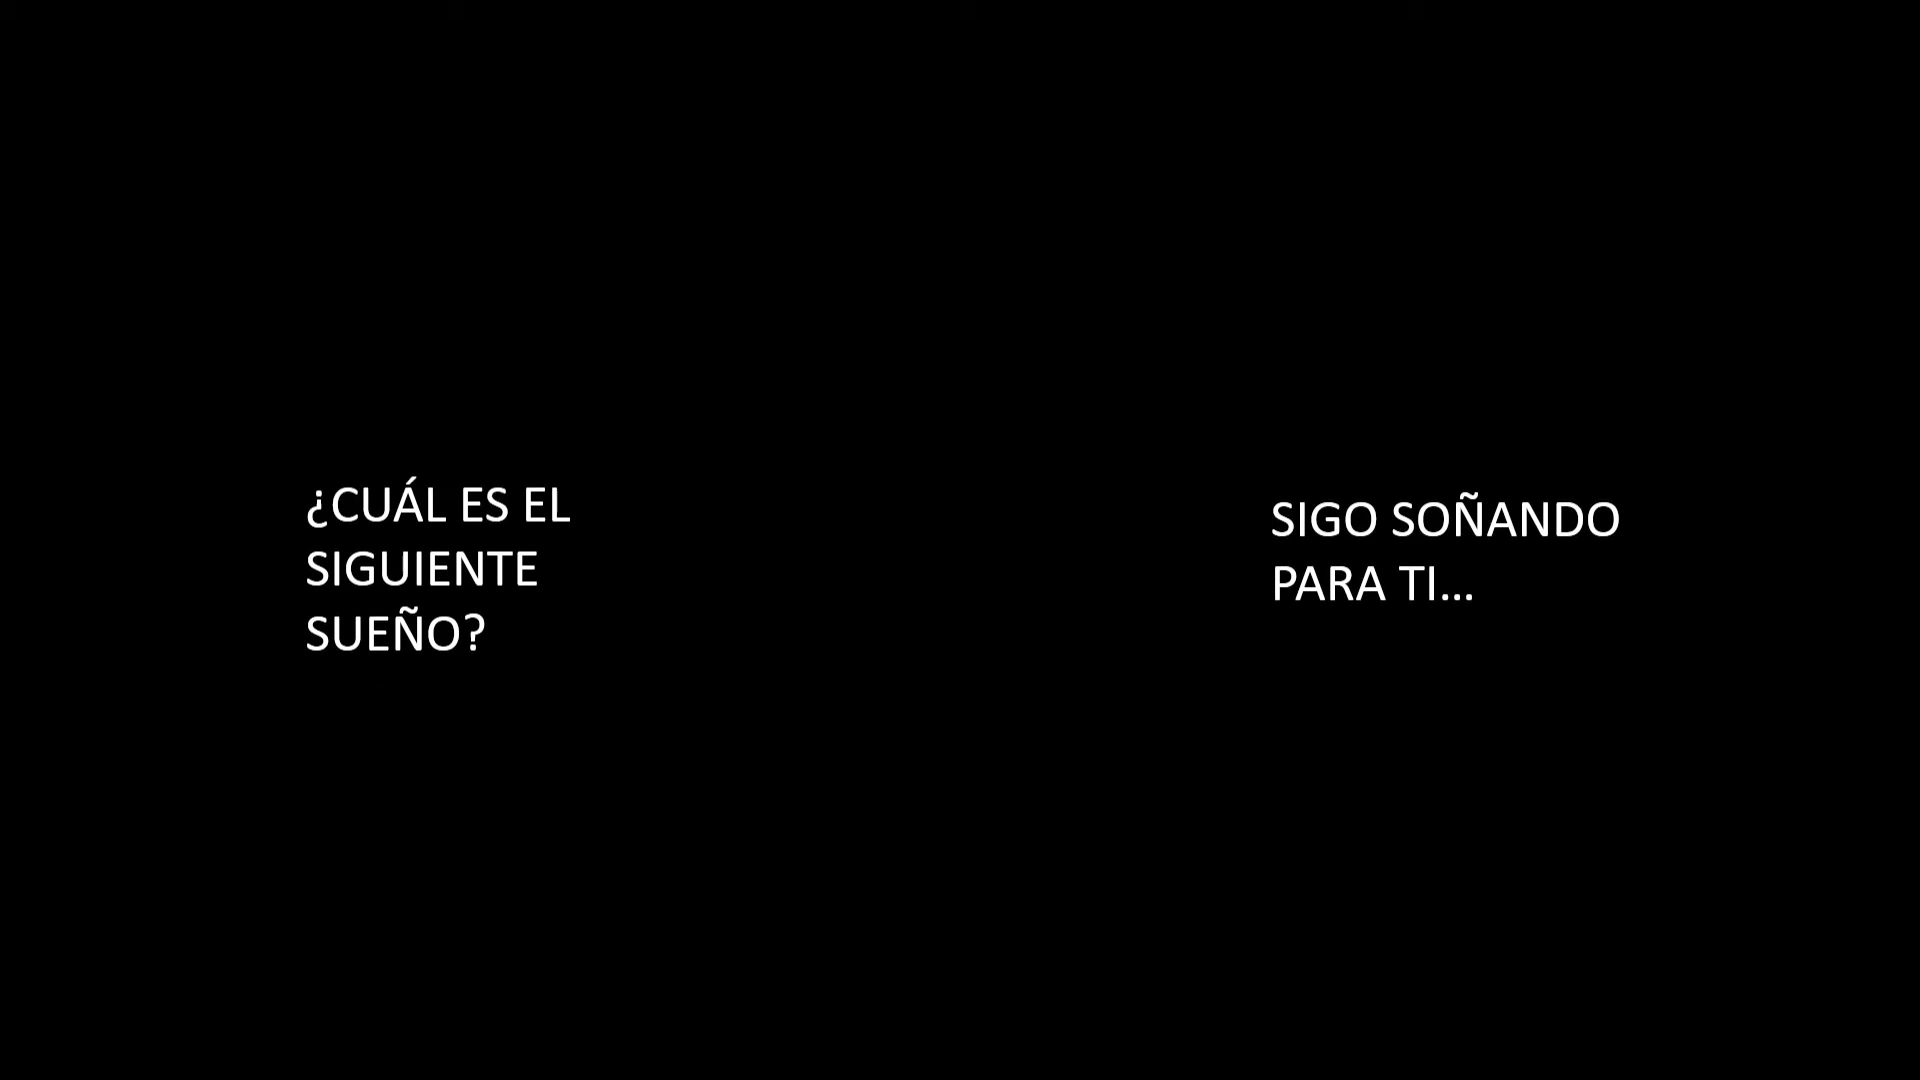 ¿CUÁL ES EL
SIGUIENTE
SUEÑO?
SIGO SOÑANDO
PARA TI...